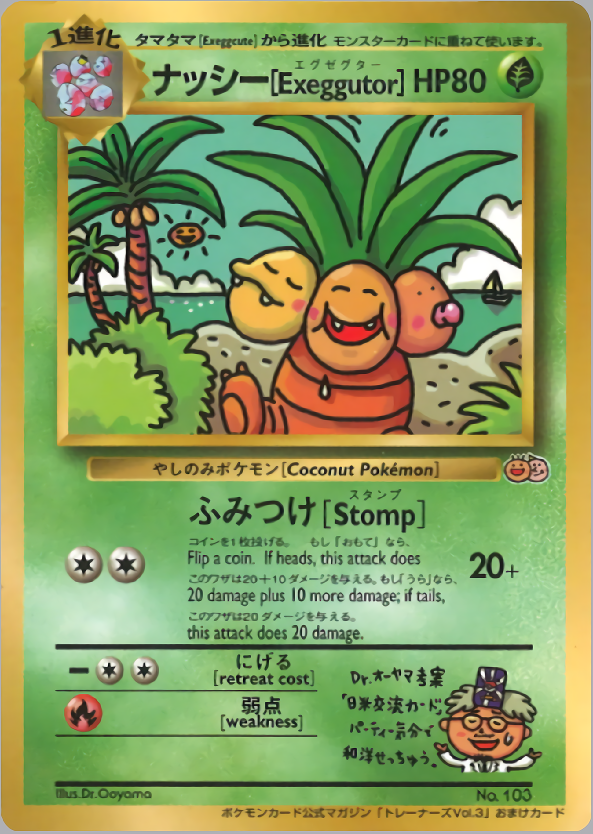 1進化
タマタマ[Exeggcute]から進化 モンスターカードに重ねて使います。
エグゼグター
ナッシー[Exeggutor] HP80
やしのみポケモン[Coconut Pokémon]
スタンプ
ふみつけ[Stomp]
コインを1枚投げる。 もし「おもて」なら、
Flip a coin. If heads, this attack does
このワザは20+10ダメージを与える。もし「うら」なら、
20 damage plus 10 more damage; if tails,
このワザは20ダメージを与える。
this attack does 20 damage.
20+
− にげる
[retreat cost]
弱点
[weakness]
Dr.オーヤマ考案
「日米交流カード」
パーティー気分で
和洋せっちゅう。
Illus.Dr.Ooyama
No. 103
ポケモンカード公式マガジン「トレーナーズVol.3」おまけカード